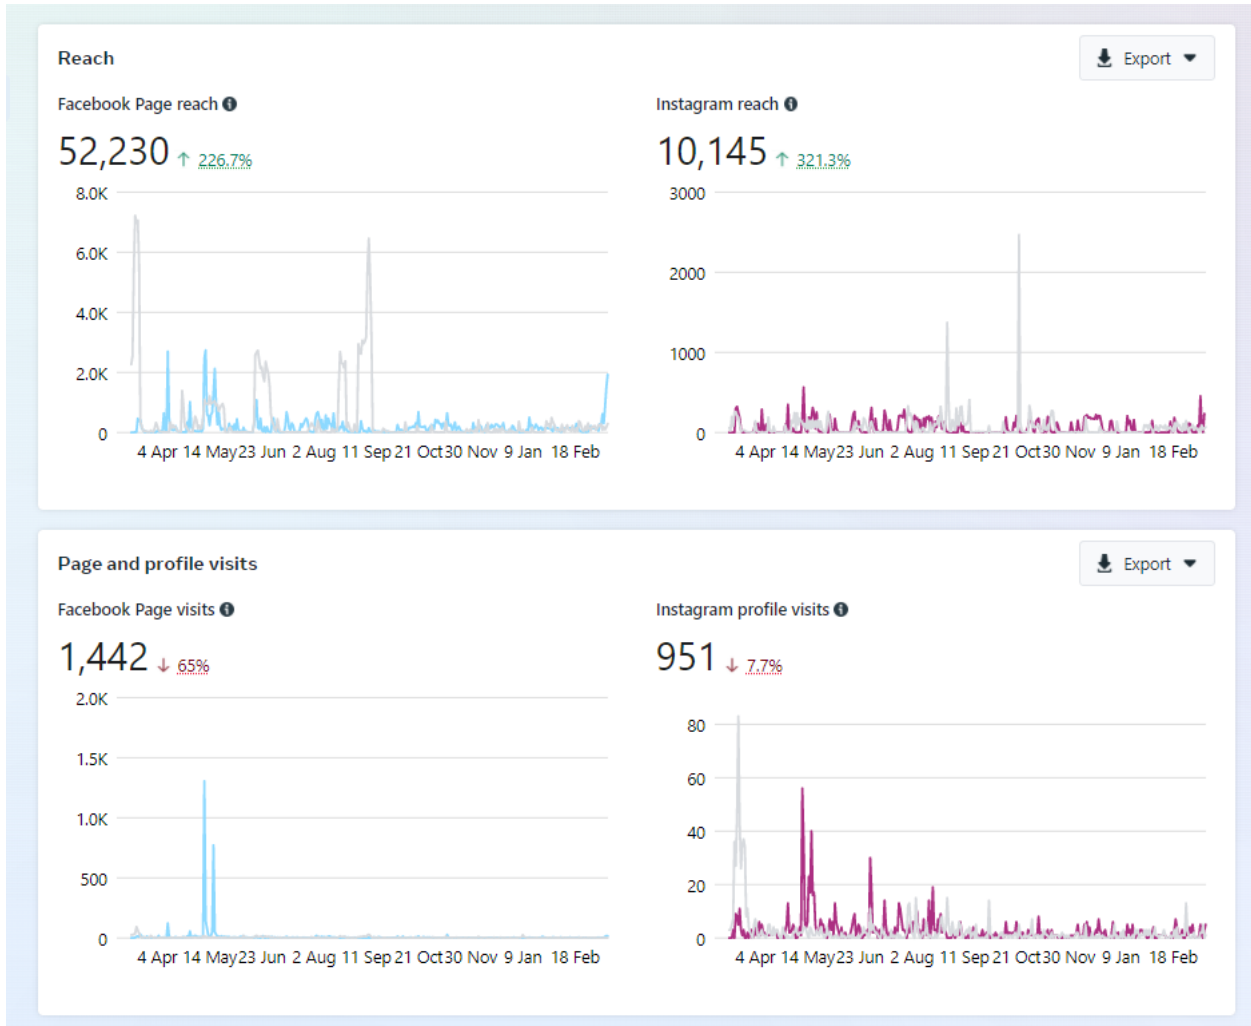 Reach
Export
Facebook Page reach
52,230 ↑ 226.7%
8.0K
6.0K
4.0K
2.0K
0
4 Apr 14 May 23 Jun 2 Aug 11 Sep 21 Oct 30 Nov 9 Jan 18 Feb
Instagram reach
10,145 ↑ 321.3%
3000
2000
1000
0
4 Apr 14 May 23 Jun 2 Aug 11 Sep 21 Oct 30 Nov 9 Jan 18 Feb
Page and profile visits
Export
Facebook Page visits
1,442 ↓ 65%
2.0K
1.5K
1.0K
500
0
4 Apr 14 May 23 Jun 2 Aug 11 Sep 21 Oct 30 Nov 9 Jan 18 Feb
Instagram profile visits
951 ↓ 7.7%
80
60
40
20
0
4 Apr 14 May 23 Jun 2 Aug 11 Sep 21 Oct 30 Nov 9 Jan 18 Feb